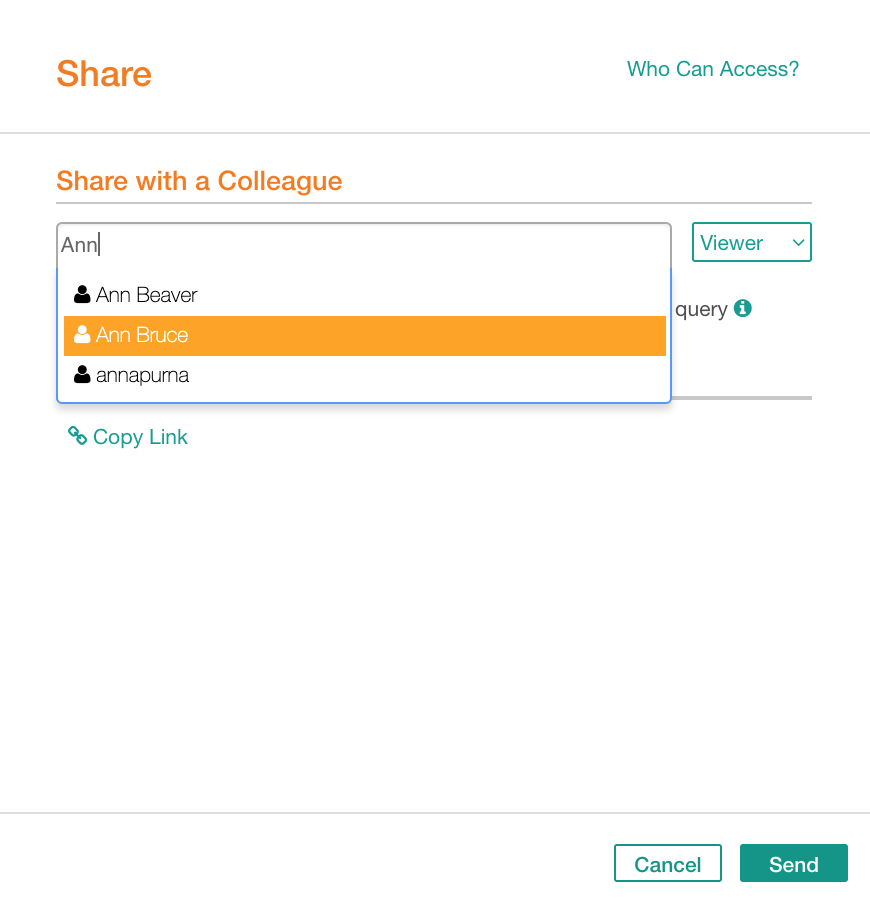 Share
Who Can Access?
Share with a Colleague
Ann
Viewer
Ann Beaver
Ann Bruce
query
annapurna
Copy Link
Cancel
Send